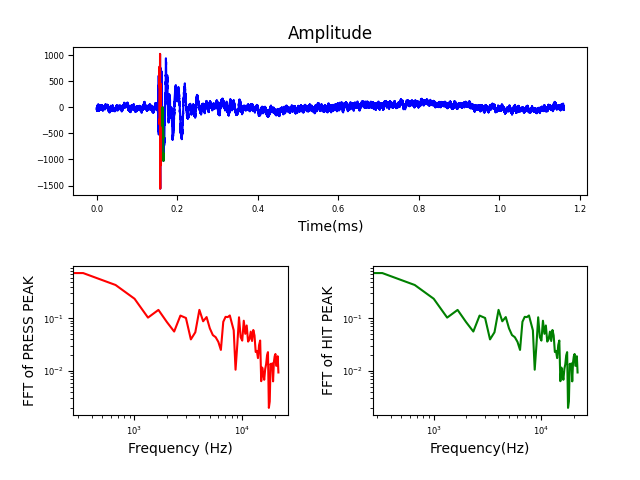 Amplitude
1000
500
0
−500
−1000
−1500
0.0 0.2 0.4 0.6 0.8 1.0 1.2
Time(ms)
FFT of PRESS PEAK
10⁻¹
10⁻²
10³ 10⁴
Frequency (Hz)
FFT of HIT PEAK
10⁻¹
10⁻²
10³ 10⁴
Frequency(Hz)